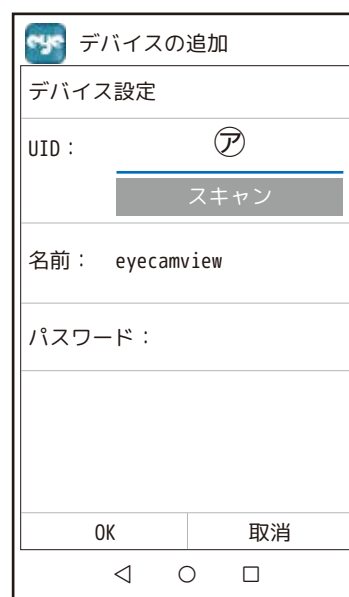 eye デバイスの追加
デバイス設定
UID： ㋐
スキャン
名前： eyecamview
パスワード：
OK 取消